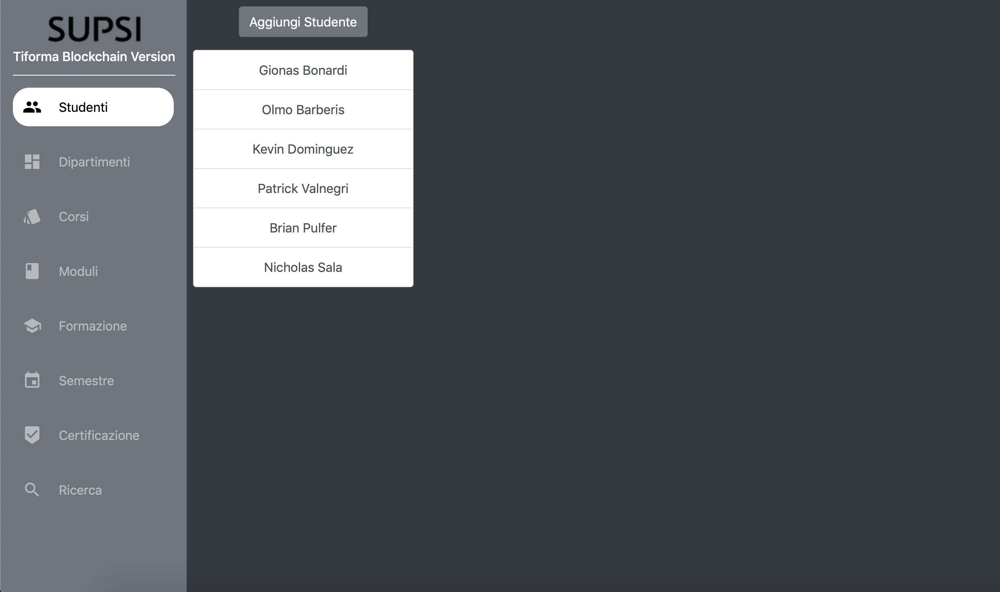 SUPSI
Tiforma Blockchain Version
Studenti
Dipartimenti
Corsi
Moduli
Formazione
Semestre
Certificazione
Ricerca
Aggiungi Studente
Gionas Bonardi
Olmo Barberis
Kevin Dominguez
Patrick Valnegri
Brian Pulfer
Nicholas Sala